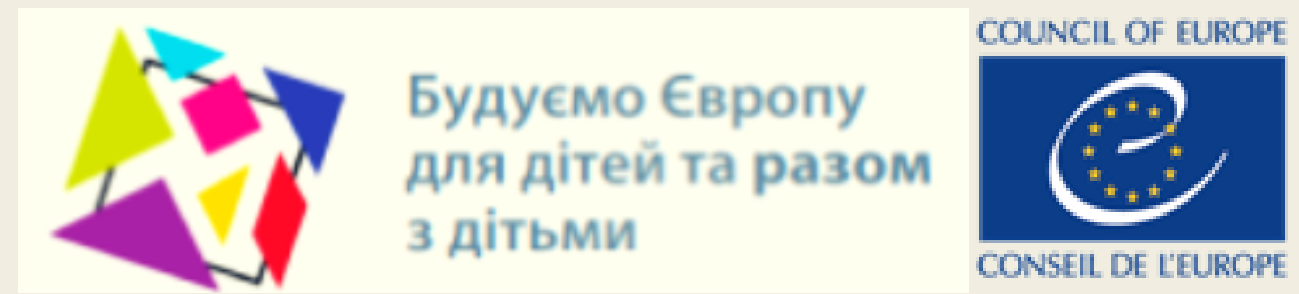 Будуємо Європу
для дітей та разом
з дітьми
COUNCIL OF EUROPE
CONSEIL DE L'EUROPE